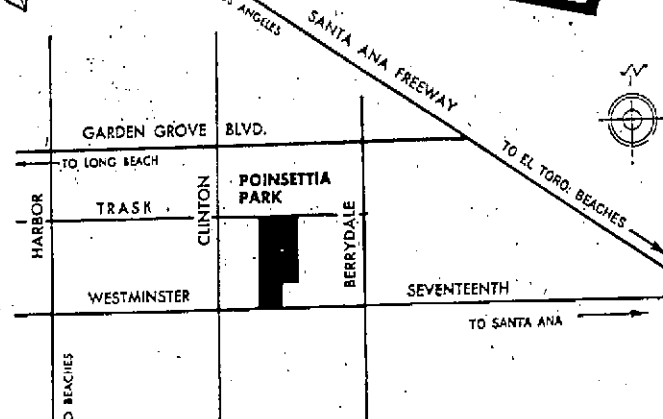 OS ANGELES
SANTA ANA FREEWAY
N
GARDEN GROVE BLVD.
TO LONG BEACH
TO EL TORO, BEACHES
HARBOR
TRASK
CLINTON
POINSETTIA
PARK
BERRYDALE
WESTMINSTER
SEVENTEENTH
TO SANTA ANA
O BEACHES